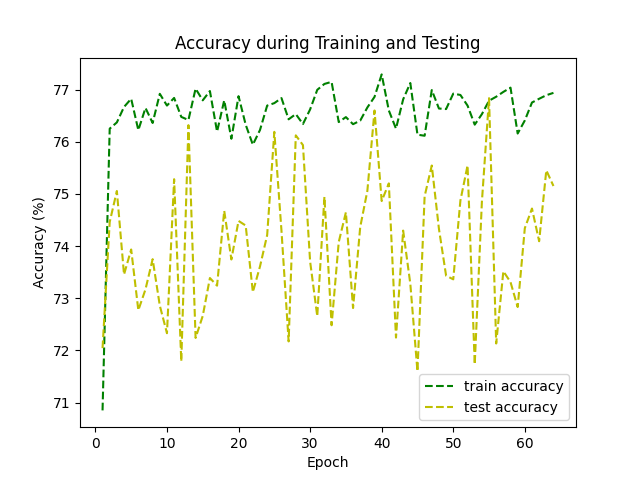 Accuracy during Training and Testing
Accuracy (%)
77
76
75
74
73
72
71
0 10 20 30 40 50 60
Epoch
train accuracy
test accuracy